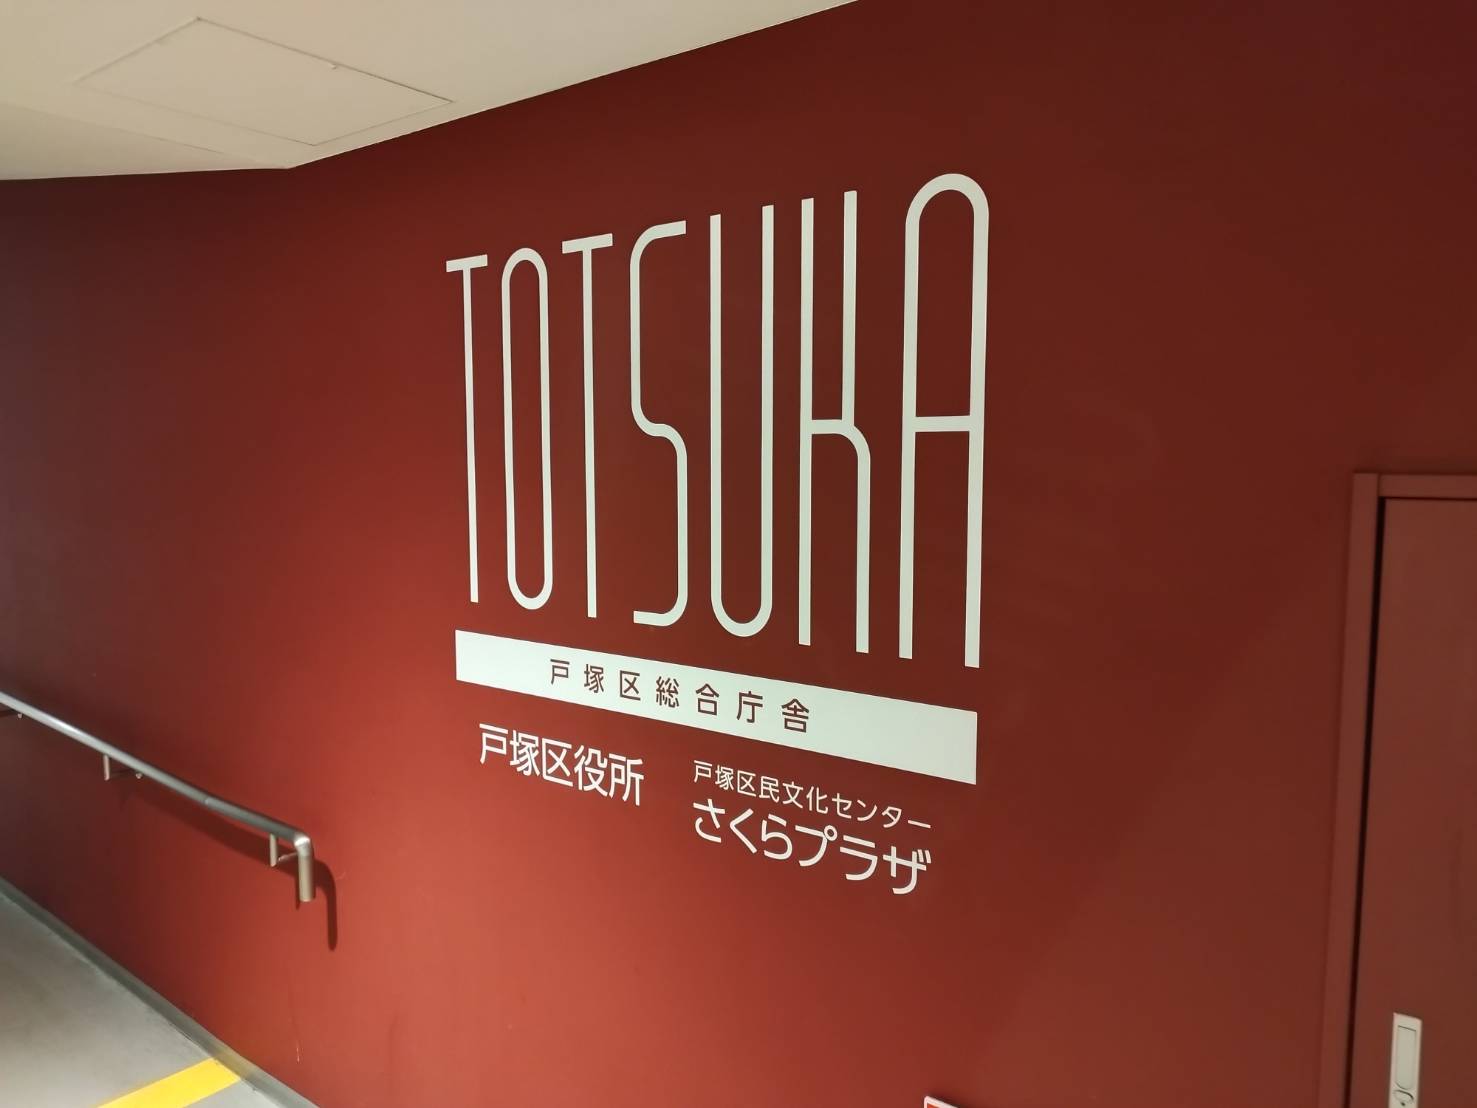 TOTSUKA
戸塚区総合庁舎
戸塚区役所
戸塚区民文化センター
さくらプラザ